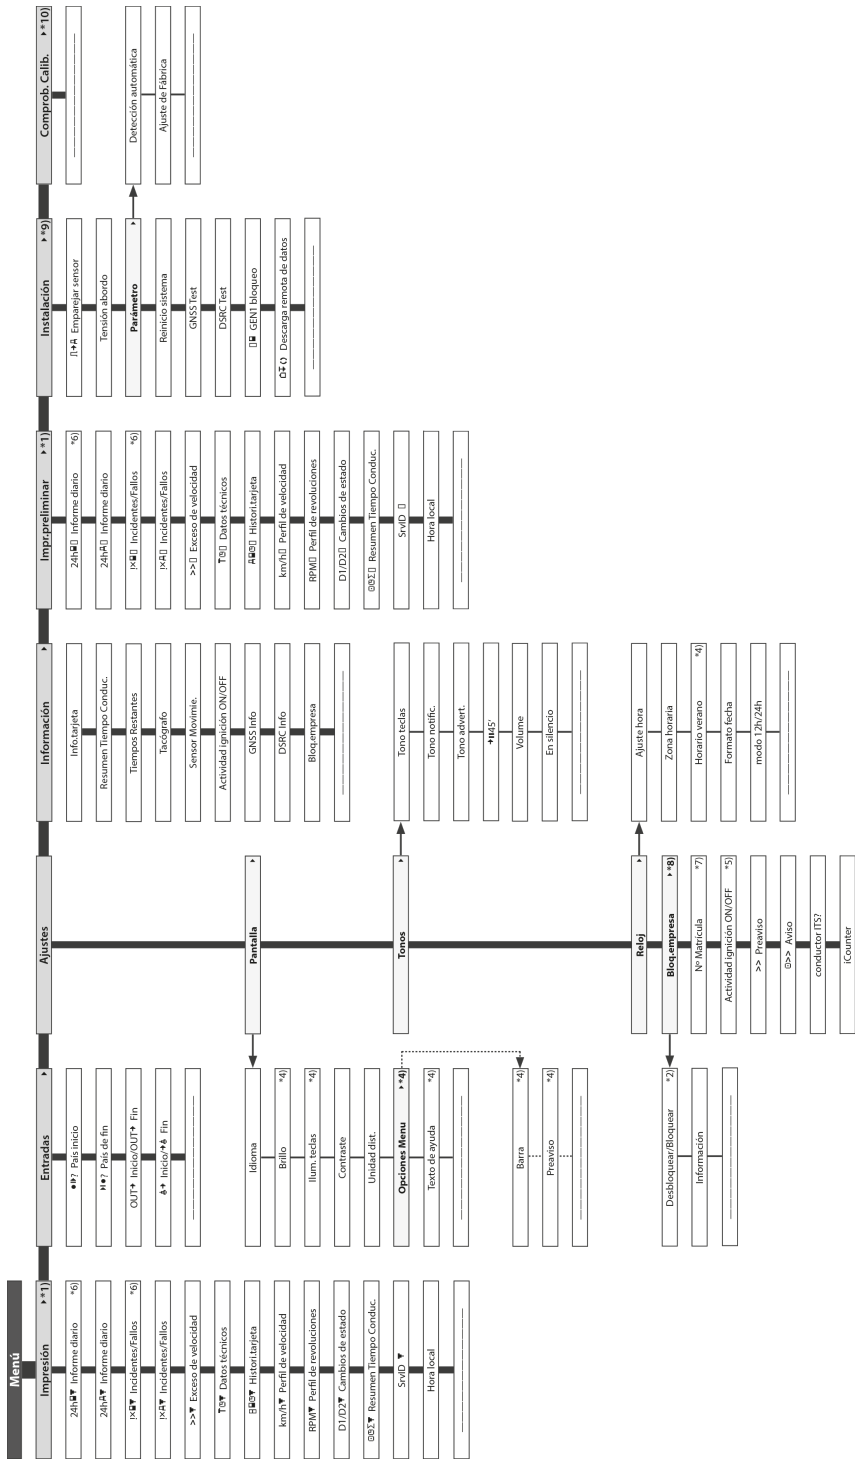 Menú
Impresión *1)
24h Informe diario *6)
24h Informe diario
!× Incidentes/Fallos *6)
!× Incidentes/Fallos
>>▼ Exceso de velocidad
Datos técnicos
Histori.tarjeta
km/h▼ Perfil de velocidad
RPM▼ Perfil de revoluciones
D1/D2▼ Cambios de estado
Resumen Tiempo Conduc.
SrvID ▼
Hora local
Entradas
? País inicio
? País de fin
OUT Inicio/OUT Fin
Inicio/ Fin
Ajustes
Pantalla
Idioma
Brillo *4)
Ilum. teclas *4)
Contraste
Unidad dist.
Opciones Menu *4)
Texto de ayuda *4)
Barra *4)
Preaviso *4)
Tonos
Tono teclas
Tono notific.
Tono advert.
45'
Volume
En silencio
Reloj
Ajuste hora
Zona horaria
Horario verano *4)
Formato fecha
modo 12h/24h
Bloq.empresa *8)
Desbloquear/Bloquear *2)
Información
Nº Matrícula *7)
Actividad ignición ON/OFF *5)
>> Preaviso
>> Aviso
conductor ITS?
iCounter
Información
Info.tarjeta
Resumen Tiempo Conduc.
Tiempos Restantes
Tacógrafo
Sensor Movimie.
Actividad ignición ON/OFF
GNSS Info
DSRC Info
Bloq.empresa
Impr.preliminar *1)
24h Informe diario *6)
24h Informe diario
!× Incidentes/Fallos *6)
!× Incidentes/Fallos
>> Exceso de velocidad
Datos técnicos
Histori.tarjeta
km/h Perfil de velocidad
RPM Perfil de revoluciones
D1/D2 Cambios de estado
Resumen Tiempo Conduc.
SrvID
Hora local
Instalación *9)
Emparejar sensor
Tensión abordo
Parámetro
Detección automática
Ajuste de Fábrica
Reinicio sistema
GNSS Test
DSRC Test
GEN1 bloqueo
Descarga remota de datos
Comprob. Calib. *10)